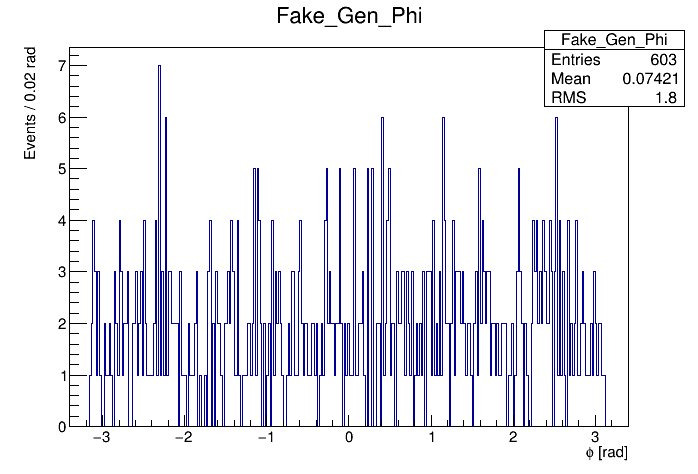 Fake_Gen_Phi
Fake_Gen_Phi
Entries 603
Mean 0.07421
RMS 1.8
Events / 0.02 rad
7
6
5
4
3
2
1
0
−3 −2 −1 0 1 2 3
ϕ [rad]